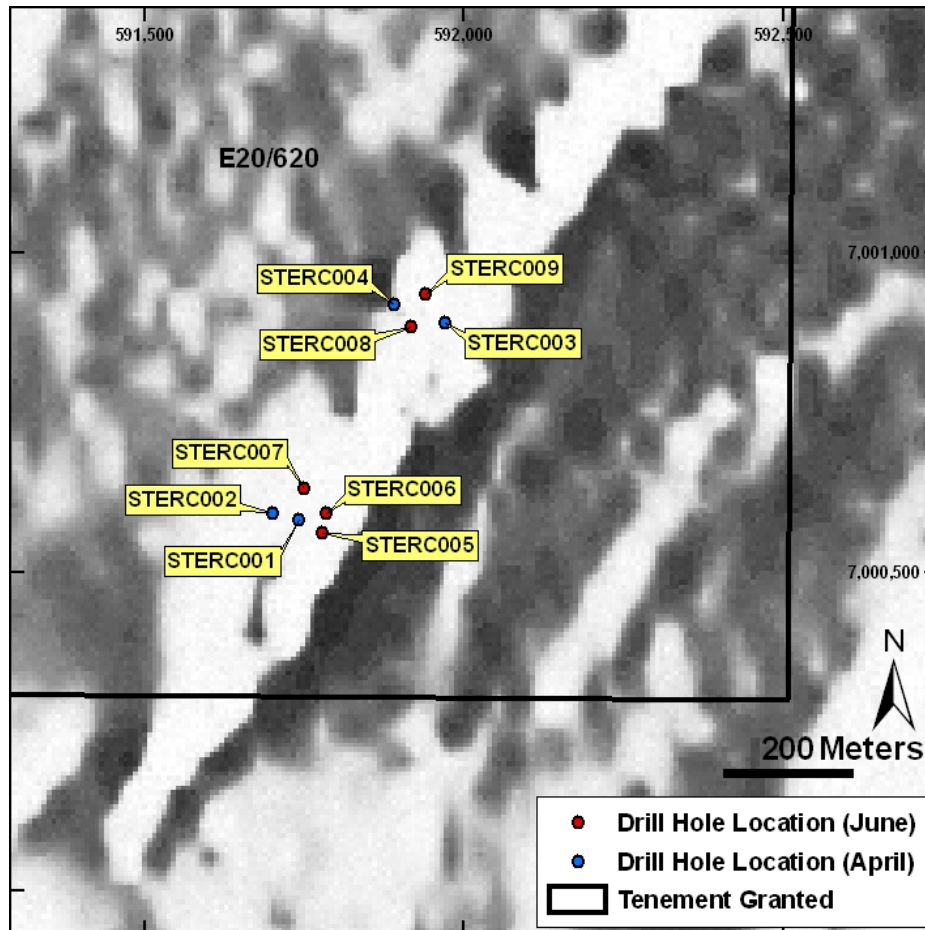 591,500
592,000
592,500
E20/620
7,001,000
STERC004
STERC009
STERC008
STERC003
STERC007
STERC002
STERC006
STERC001
STERC005
7,000,500
N
200 Meters
Drill Hole Location (June)
Drill Hole Location (April)
Tenement Granted